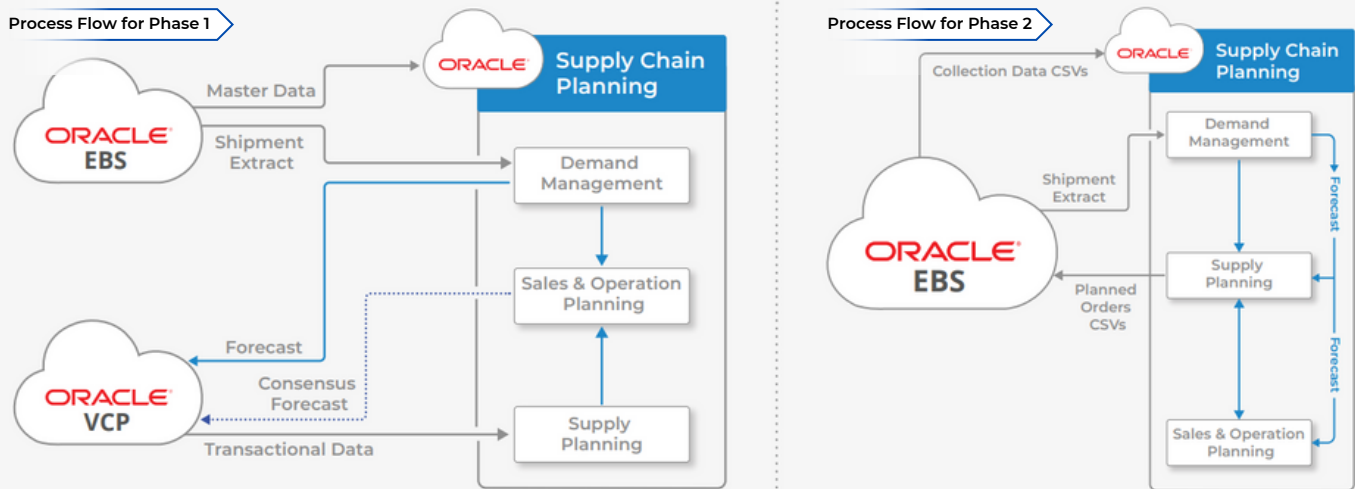 Process Flow for Phase 1
ORACLE
Supply Chain
Planning
Master Data
ORACLE
EBS
Shipment
Extract
Demand
Management
Sales & Operation
Planning
Forecast
Consensus
Forecast
ORACLE
VCP
Supply
Planning
Transactional Data
Process Flow for Phase 2
ORACLE
Supply Chain
Planning
Collection Data CSVs
Demand
Management
Shipment
Extract
Forecast
ORACLE
EBS
Supply
Planning
Planned
Orders
CSVs
Forecast
Sales & Operation
Planning